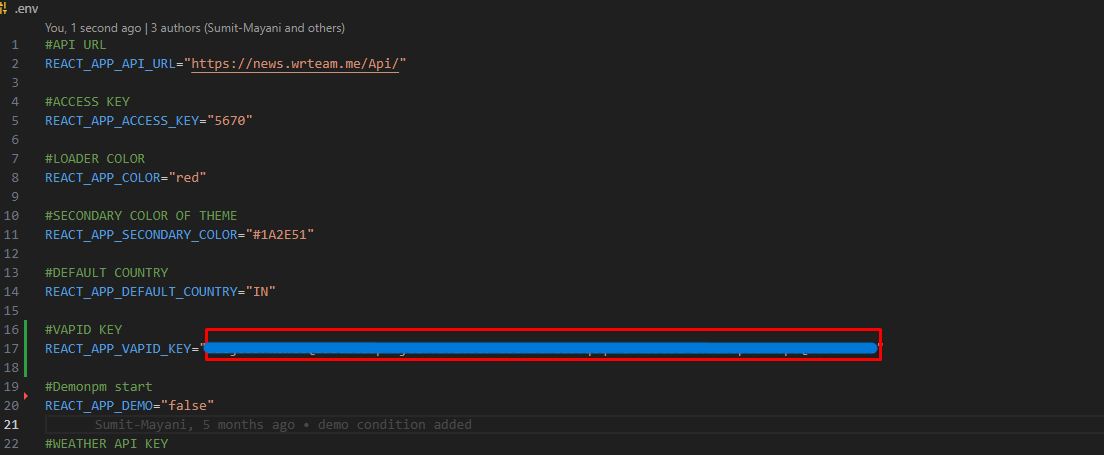 .env
You, 1 second ago | 3 authors (Sumit-Mayani and others)
1 #API URL
2 REACT_APP_API_URL="https://news.wrteam.me/Api/"
3
4 #ACCESS KEY
5 REACT_APP_ACCESS_KEY="5670"
6
7 #LOADER COLOR
8 REACT_APP_COLOR="red"
9
10 #SECONDARY COLOR OF THEME
11 REACT_APP_SECONDARY_COLOR="#1A2E51"
12
13 #DEFAULT COUNTRY
14 REACT_APP_DEFAULT_COUNTRY="IN"
15
16 #VAPID KEY
17 REACT_APP_VAPID_KEY=""
18
19 #Demonpm start
20 REACT_APP_DEMO="false"
21 Sumit-Mayani, 5 months ago • demo condition added
22 #WEATHER API KEY